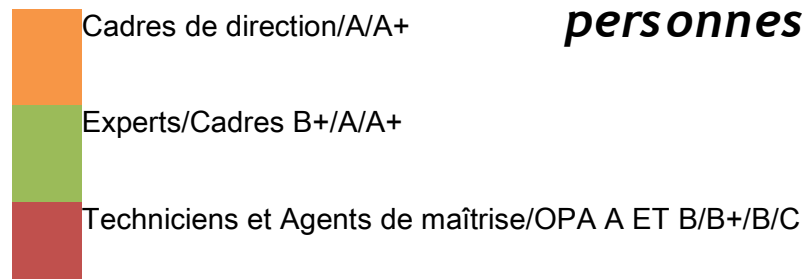 Cadres de direction/A/A+ personnes
Experts/Cadres B+/A/A+
Techniciens et Agents de maîtrise/OPA A ET B/B+/B/C